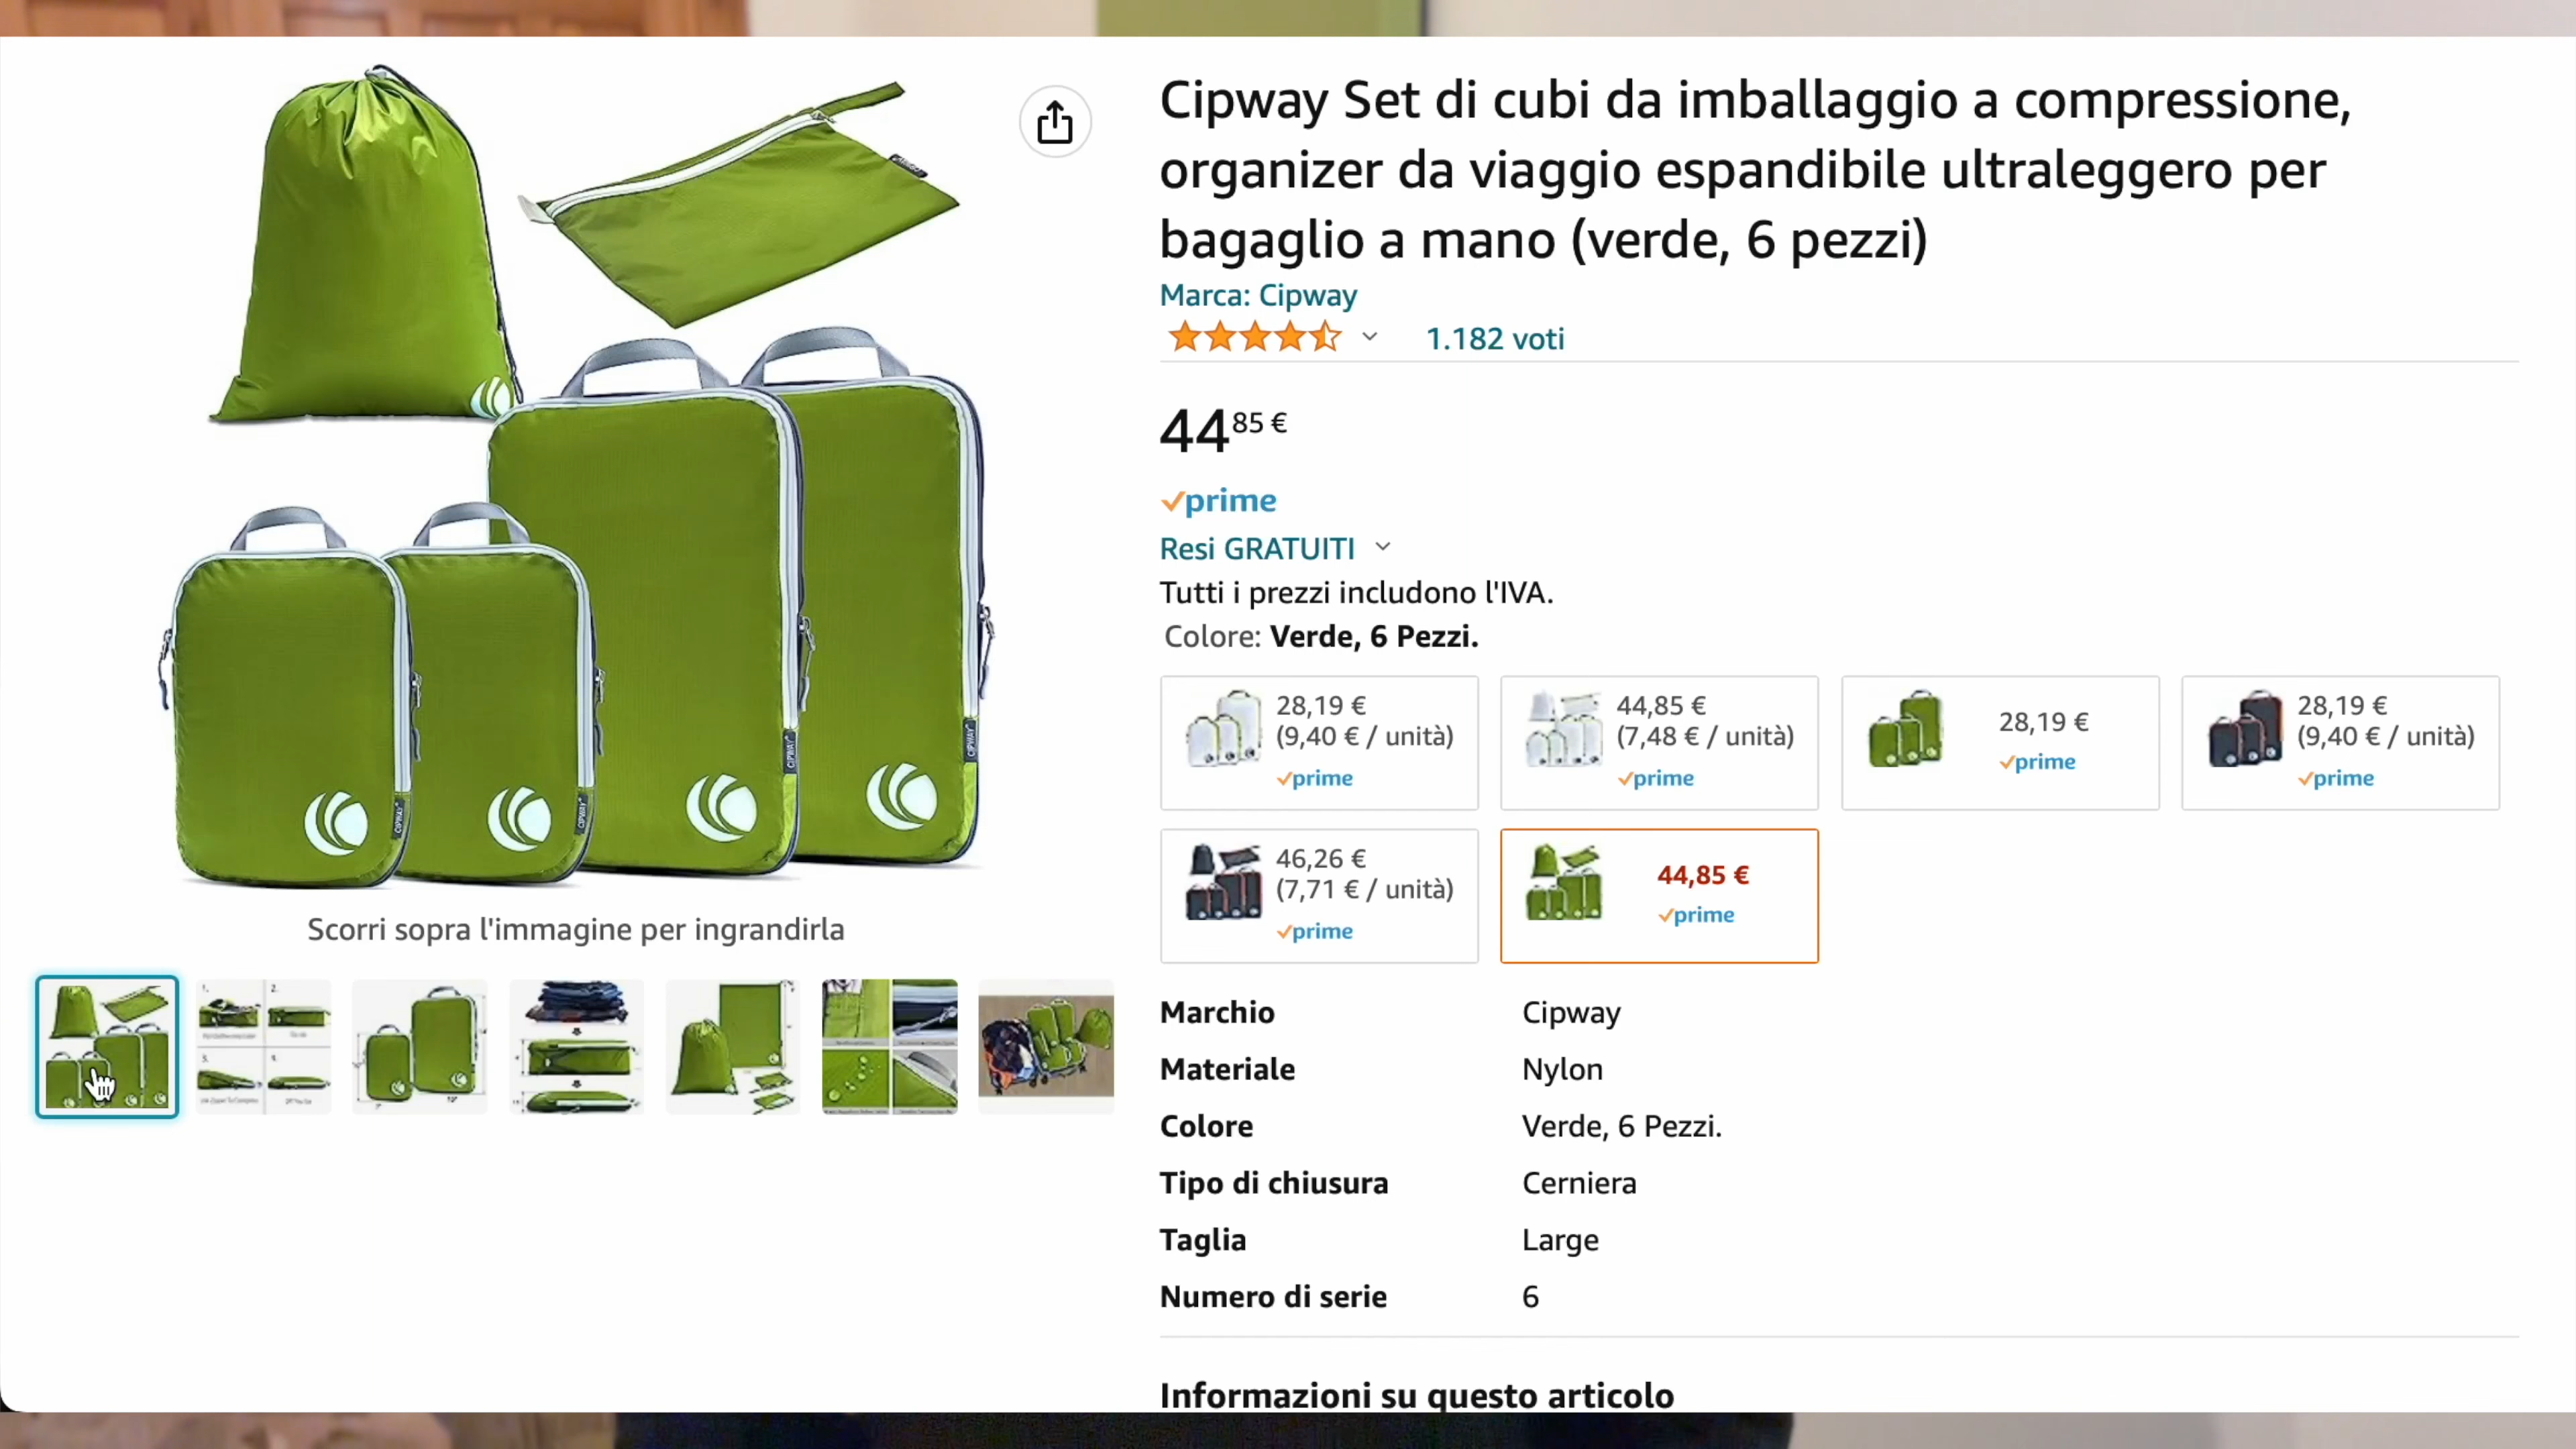 Cipway Set di cubi da imballaggio a compressione,
organizer da viaggio espandibile ultraleggero per
bagaglio a mano (verde, 6 pezzi)
Marca: Cipway
1.182 voti
44 85 €
prime
Resi GRATUITI
Tutti i prezzi includono l'IVA.
Colore: Verde, 6 Pezzi.
28,19 €
(9,40 € / unità)
prime
44,85 €
(7,48 € / unità)
prime
28,19 €
prime
28,19 €
(9,40 € / unità)
prime
46,26 €
(7,71 € / unità)
prime
44,85 €
prime
CIPWAY
CIPWAY
CIPWAY
CIPWAY
Scorri sopra l'immagine per ingrandirla
Marchio Cipway
Materiale Nylon
Colore Verde, 6 Pezzi.
Tipo di chiusura Cerniera
Taglia Large
Numero di serie 6
Informazioni su questo articolo